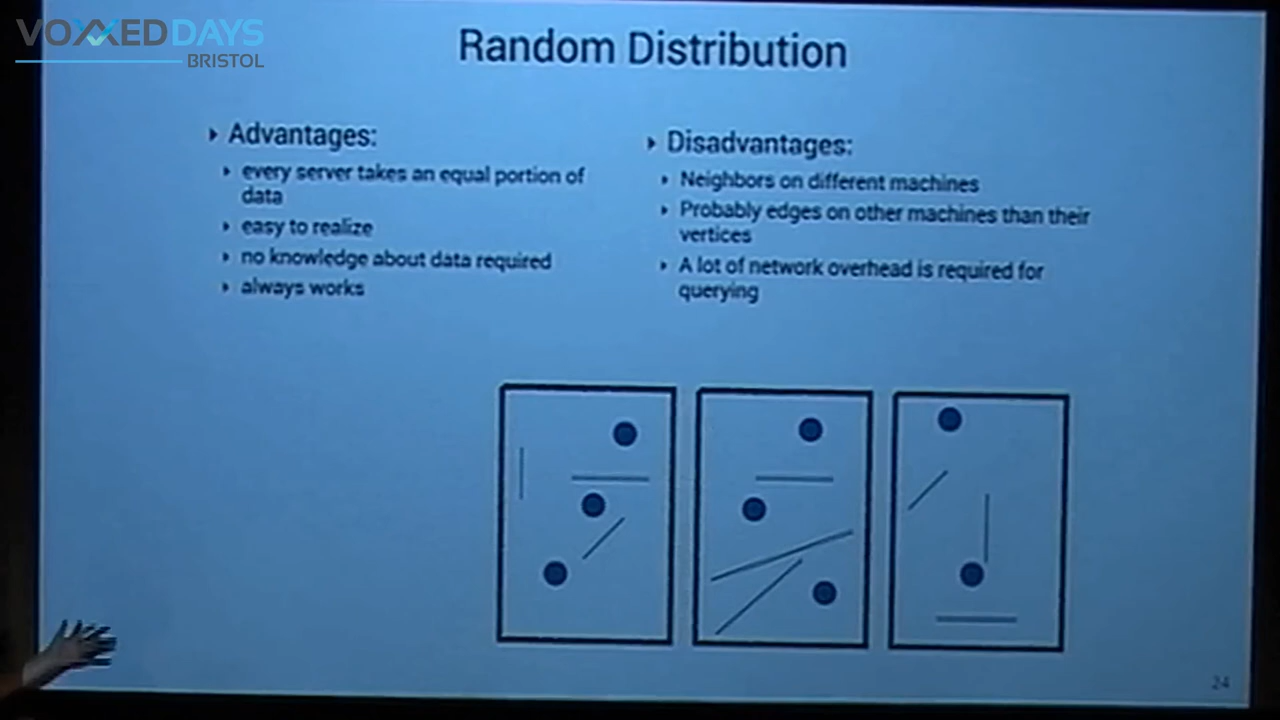 VOXXED DAYS
BRISTOL
Random Distribution
Advantages:
every server takes an equal portion of
data
easy to realize
no knowledge about data required
always works
Disadvantages:
Neighbors on different machines
Probably edges on other machines than their
vertices
A lot of network overhead is required for
querying
24